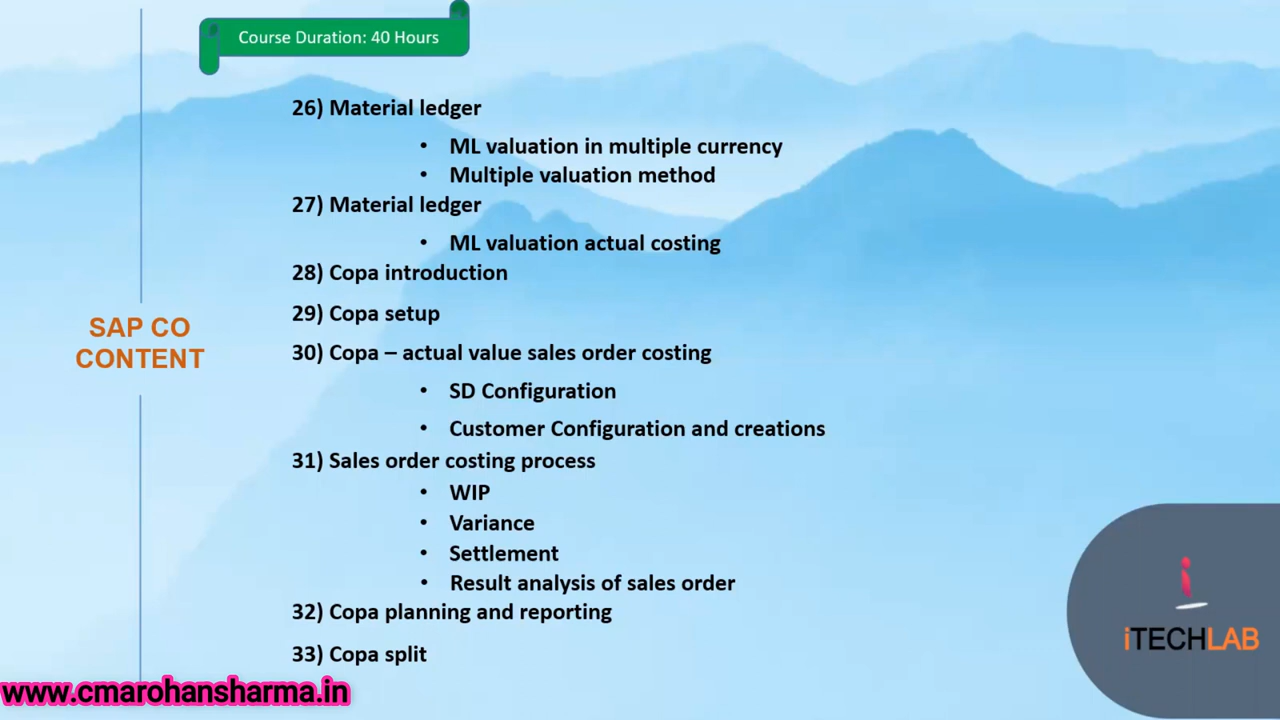 Course Duration: 40 Hours
26) Material ledger
• ML valuation in multiple currency
• Multiple valuation method
27) Material ledger
• ML valuation actual costing
28) Copa introduction
29) Copa setup
SAP CO
CONTENT
30) Copa – actual value sales order costing
• SD Configuration
• Customer Configuration and creations
31) Sales order costing process
• WIP
• Variance
• Settlement
• Result analysis of sales order
32) Copa planning and reporting
33) Copa split
iTECHLAB
www.cmarohansharma.in